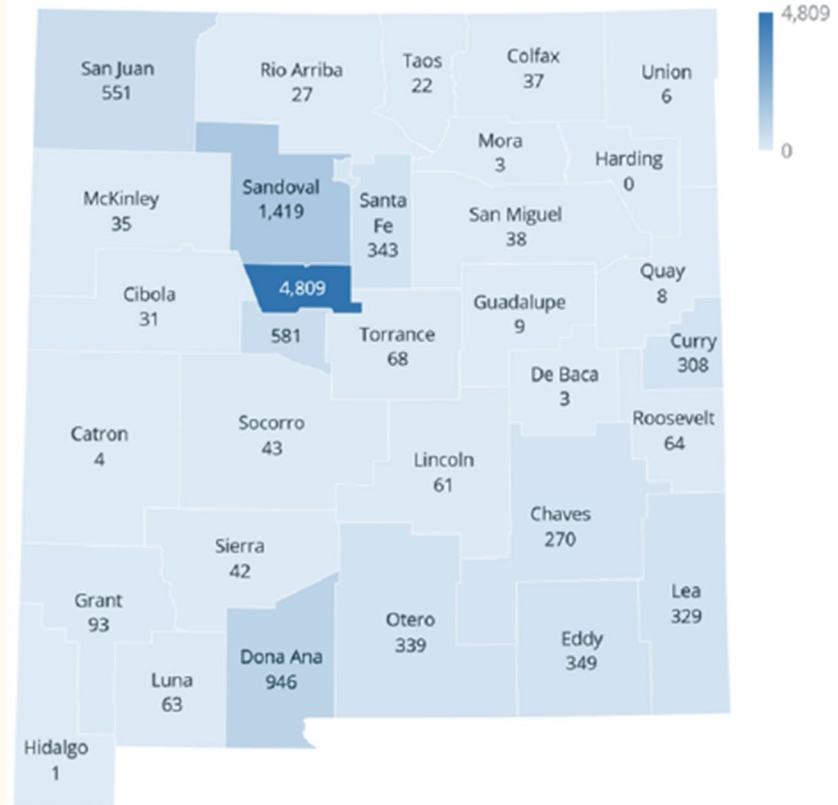 4,809
0
San Juan
551
Rio Arriba
27
Taos
22
Colfax
37
Union
6
Mora
3
Harding
0
McKinley
35
Sandoval
1,419
Santa
Fe
343
San Miguel
38
Quay
8
Cibola
31
4,809
581
Torrance
68
Guadalupe
9
Curry
308
De Baca
3
Roosevelt
64
Catron
4
Socorro
43
Lincoln
61
Chaves
270
Sierra
42
Grant
93
Lea
329
Otero
339
Eddy
349
Dona Ana
946
Luna
63
Hidalgo
1